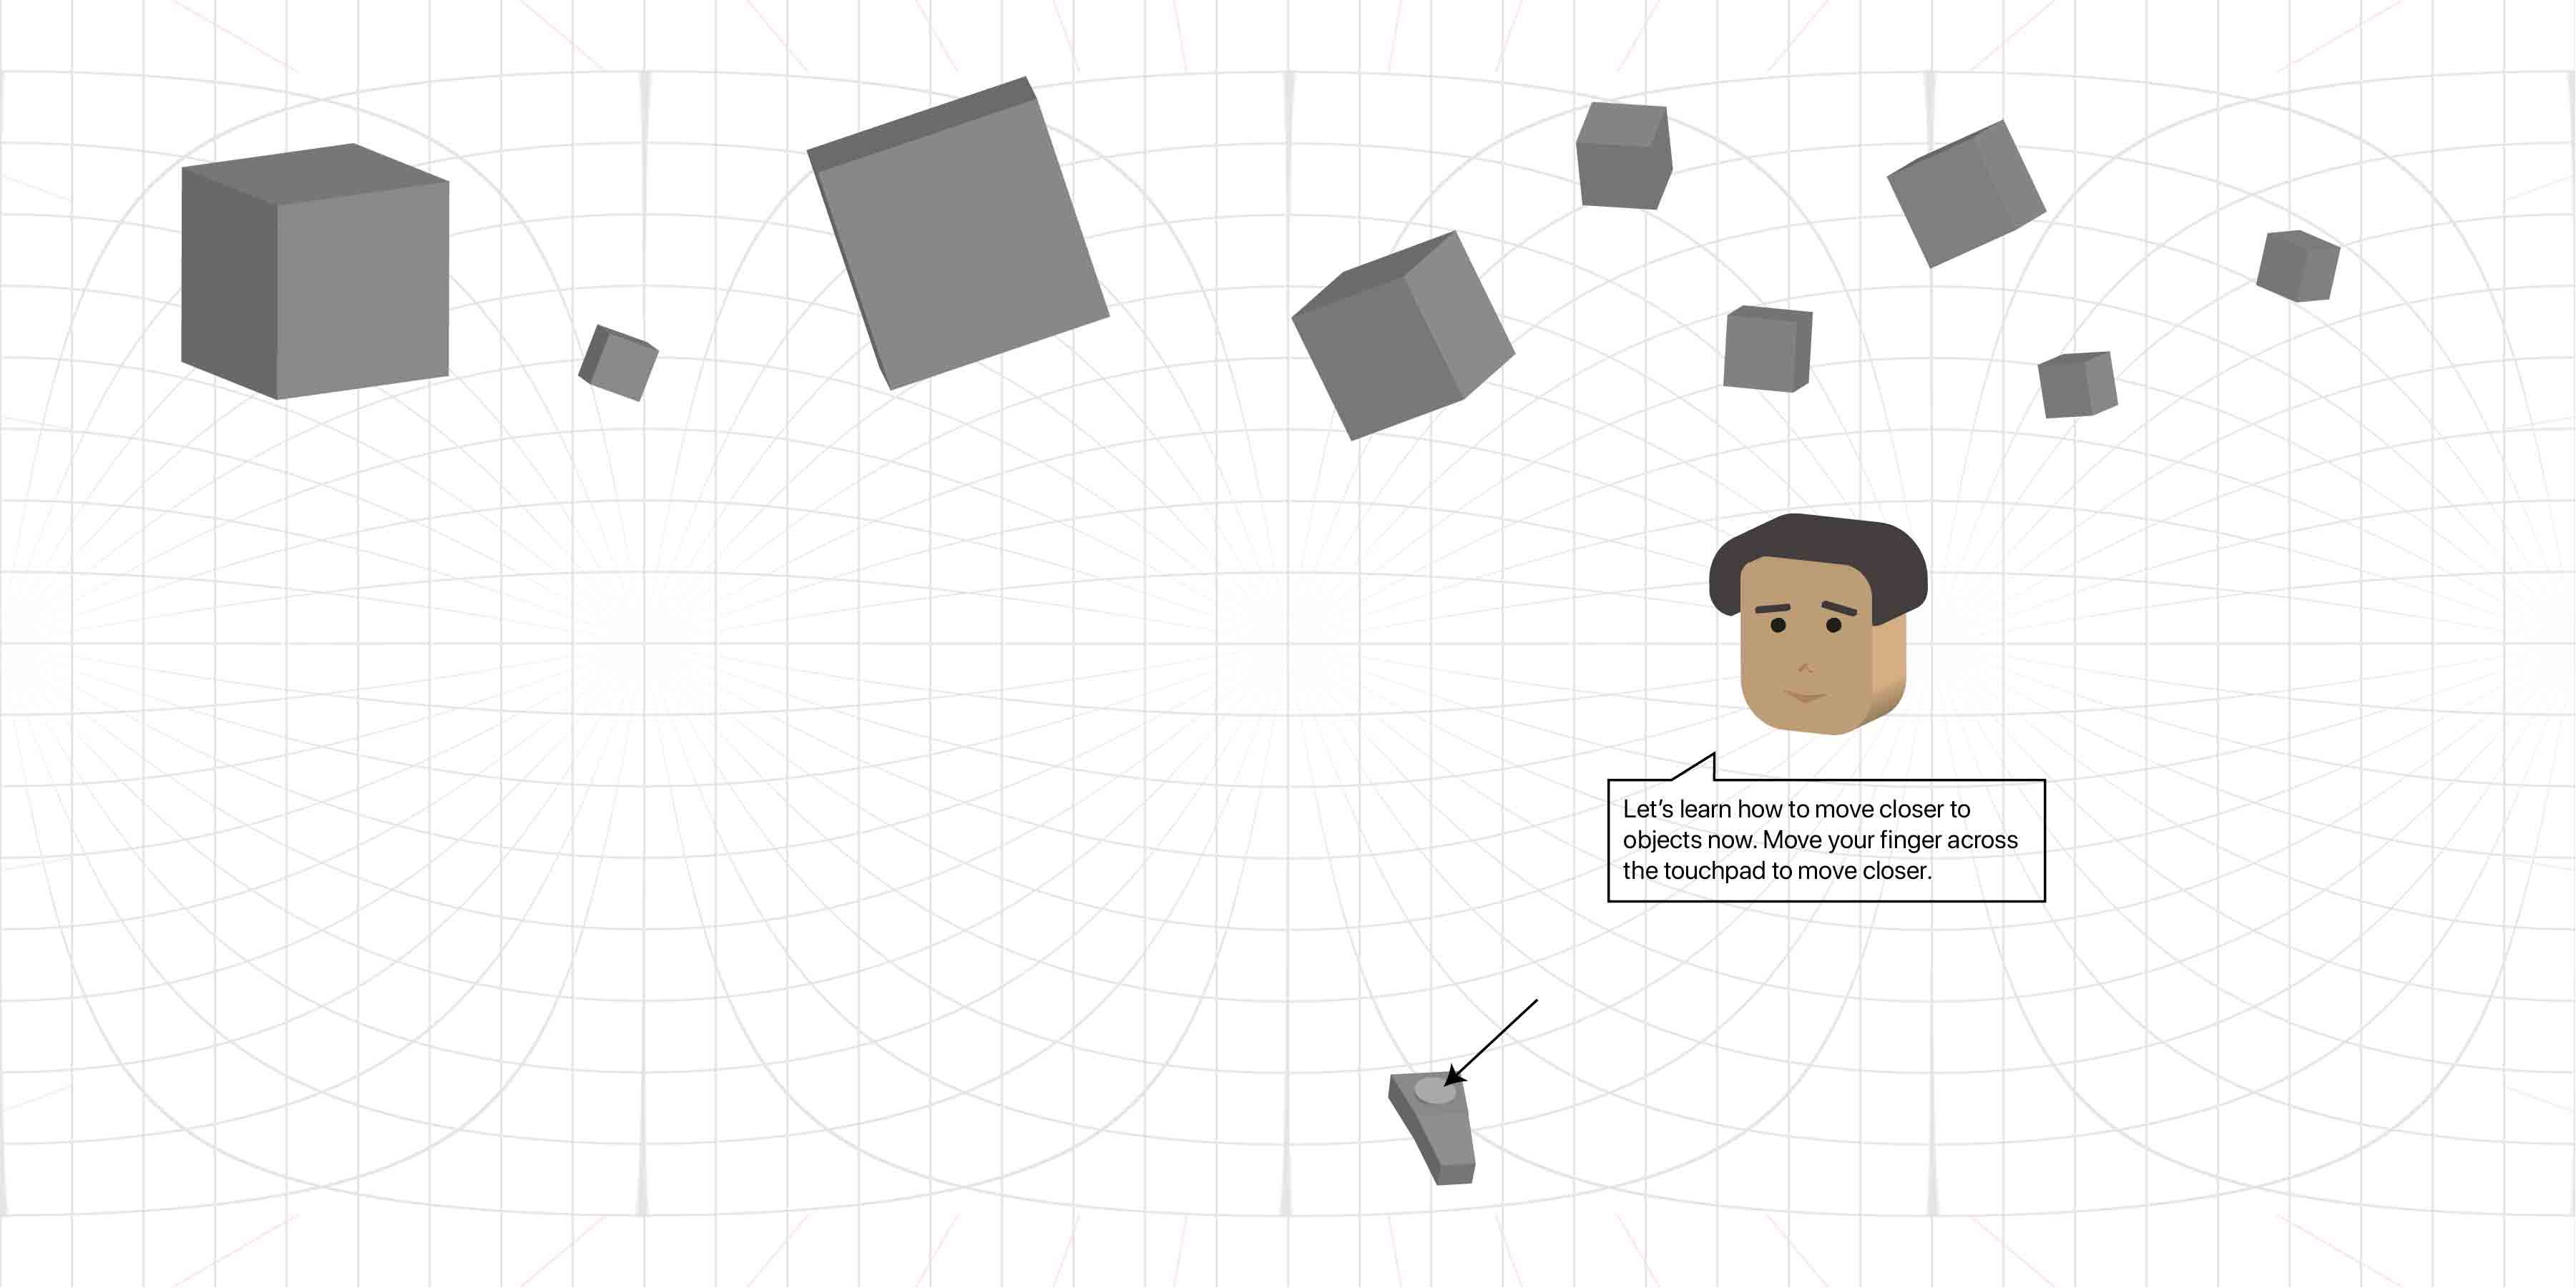 Let’s learn how to move closer to
objects now. Move your finger across
the touchpad to move closer.